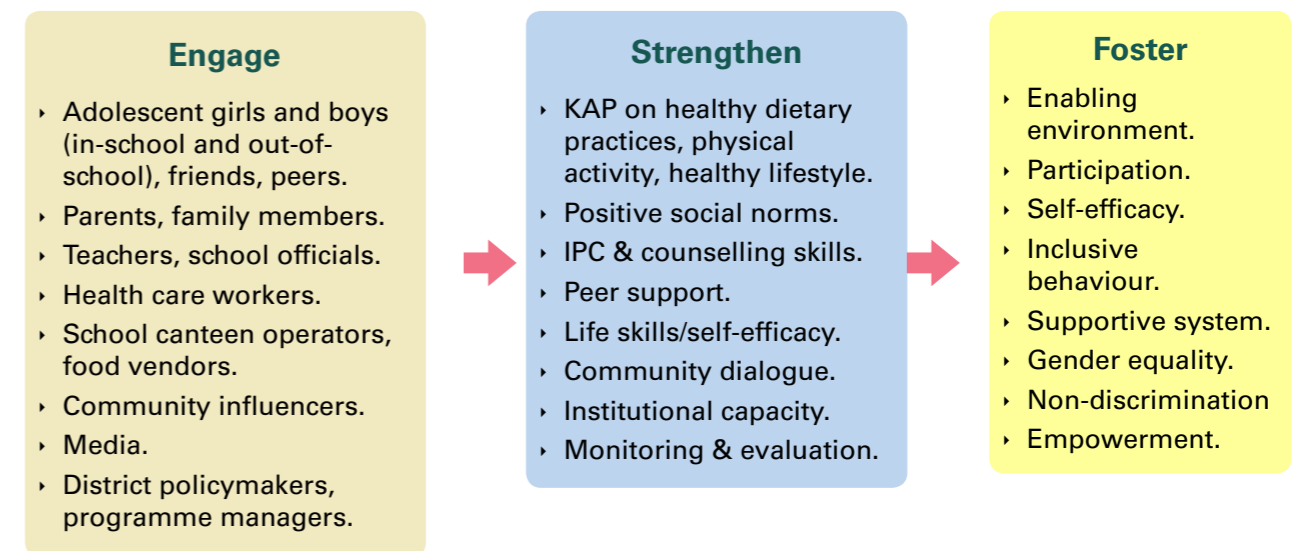 Engage
‣ Adolescent girls and boys
(in-school and out-of-
school), friends, peers.
‣ Parents, family members.
‣ Teachers, school officials.
‣ Health care workers.
‣ School canteen operators,
food vendors.
‣ Community influencers.
‣ Media.
‣ District policymakers,
programme managers.
Strengthen
‣ KAP on healthy dietary
practices, physical
activity, healthy lifestyle.
‣ Positive social norms.
‣ IPC & counselling skills.
‣ Peer support.
‣ Life skills/self-efficacy.
‣ Community dialogue.
‣ Institutional capacity.
‣ Monitoring & evaluation.
Foster
‣ Enabling
environment.
‣ Participation.
‣ Self-efficacy.
‣ Inclusive
behaviour.
‣ Supportive system.
‣ Gender equality.
‣ Non-discrimination
‣ Empowerment.